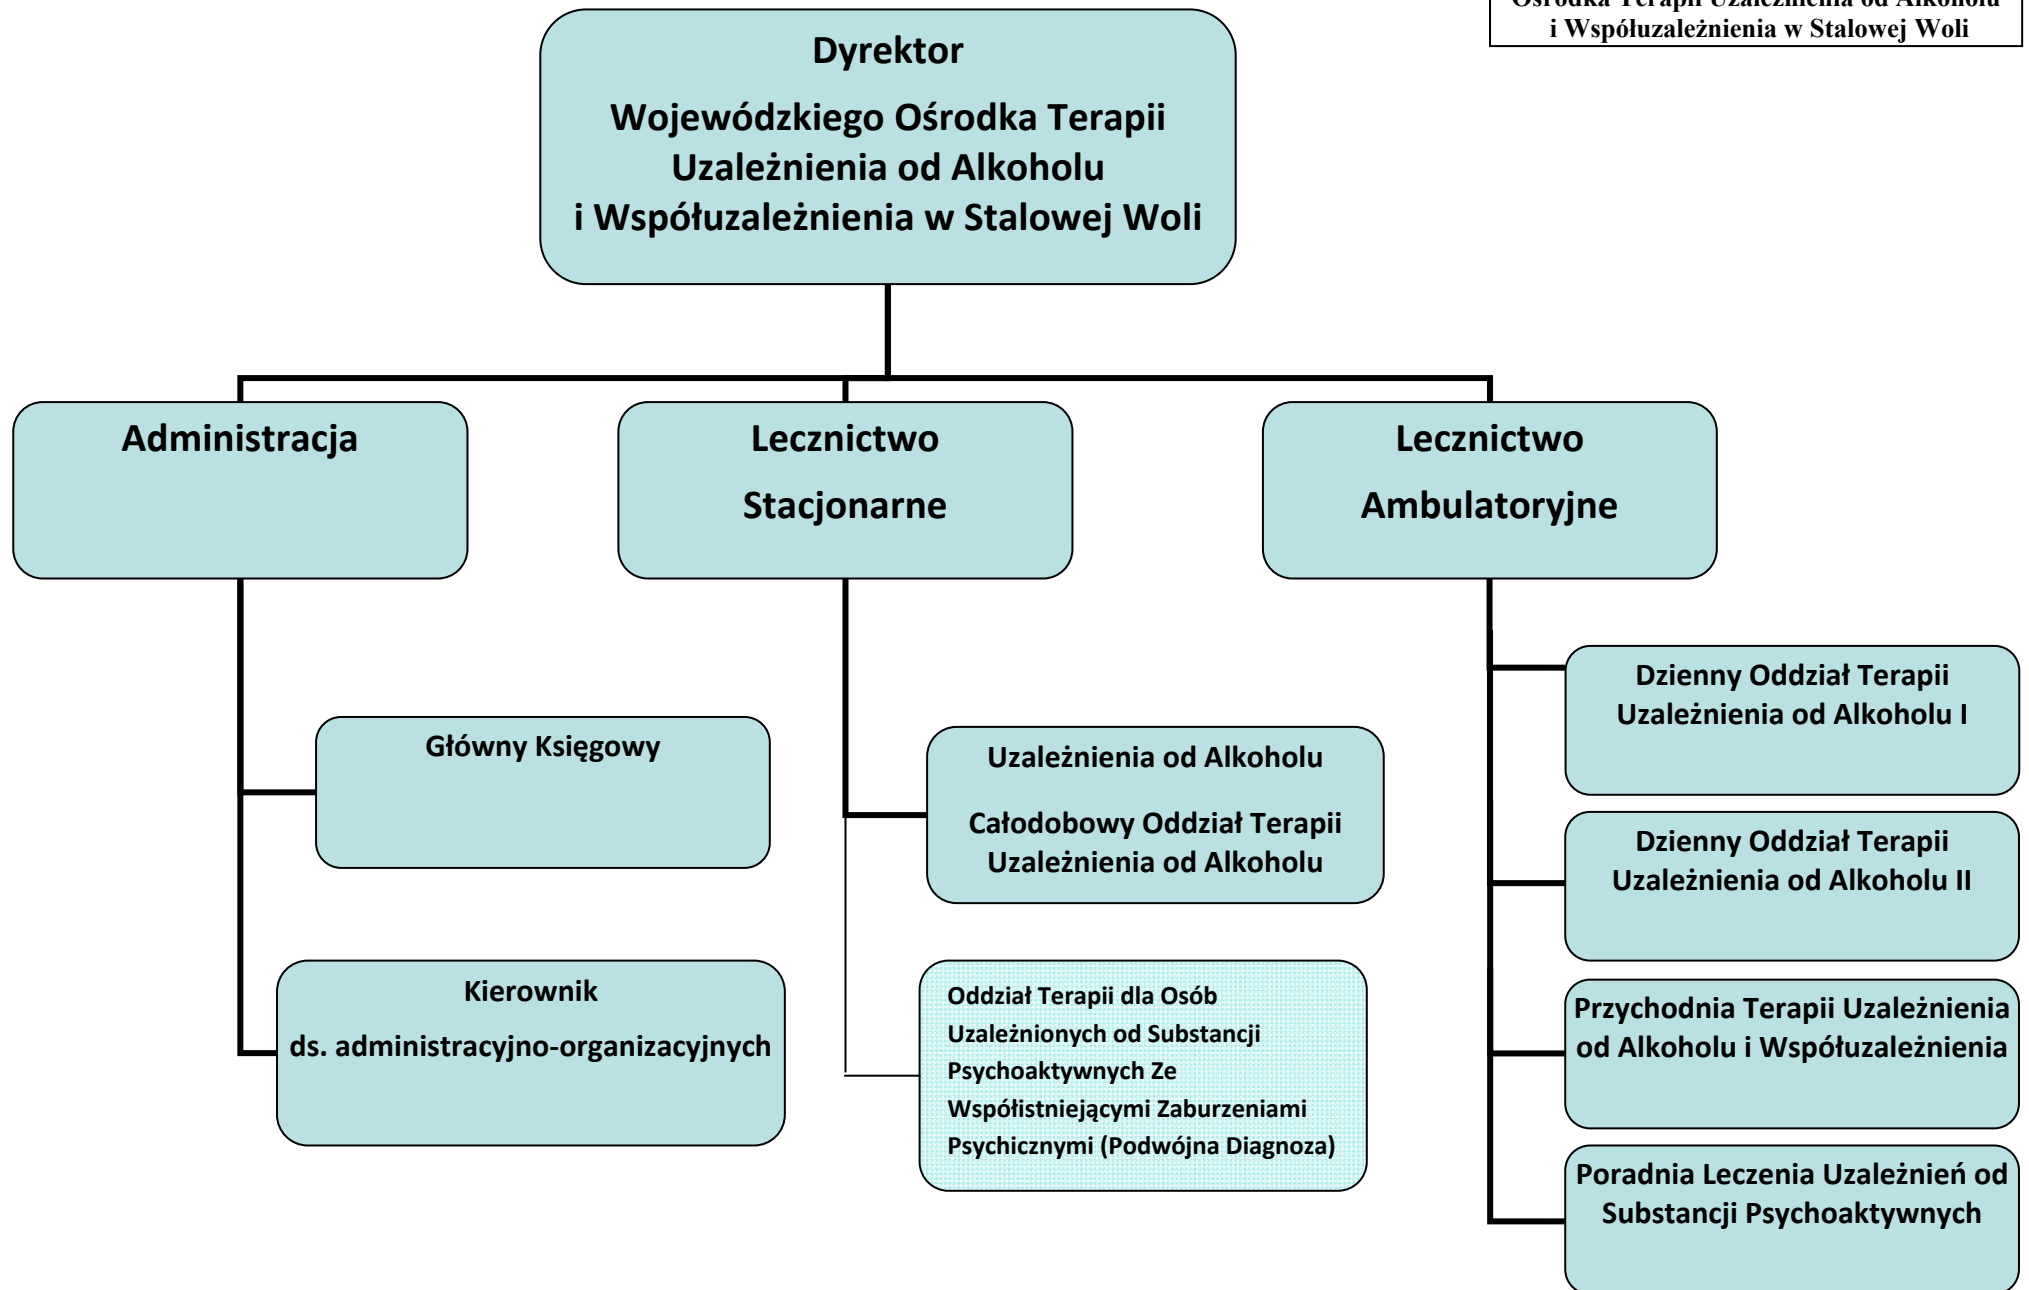 Ośrodka Terapii Uzależnienia od Alkoholu
i Współuzależnienia w Stalowej Woli
Dyrektor
Wojewódzkiego Ośrodka Terapii
Uzależnienia od Alkoholu
i Współuzależnienia w Stalowej Woli
Administracja
Lecznictwo
Stacjonarne
Lecznictwo
Ambulatoryjne
Główny Księgowy
Kierownik
ds. administracyjno-organizacyjnych
Uzależnienia od Alkoholu
Całodobowy Oddział Terapii
Uzależnienia od Alkoholu
Oddział Terapii dla Osób
Uzależnionych od Substancji
Psychoaktywnych Ze
Współistniejącymi Zaburzeniami
Psychicznymi (Podwójna Diagnoza)
Dzienny Oddział Terapii
Uzależnienia od Alkoholu I
Dzienny Oddział Terapii
Uzależnienia od Alkoholu II
Przychodnia Terapii Uzależnienia
od Alkoholu i Współuzależnienia
Poradnia Leczenia Uzależnień od
Substancji Psychoaktywnych